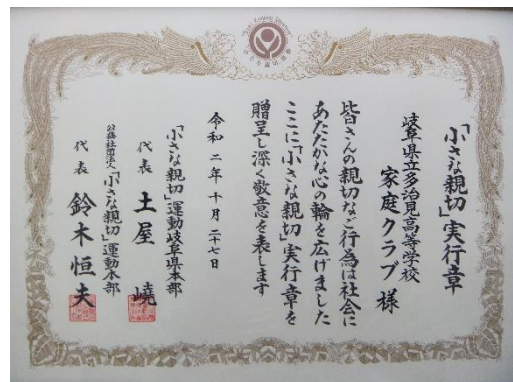 「小さな親切」実行章
岐阜県立多治見高等学校
家庭クラブ 様
皆さんの親切なご行為は社会に
あたたかな心の輪を広げました
ここに「小さな親切」実行章を
贈呈し深く敬意を表します
令和二年十月二十七日
「小さな親切」運動岐阜県本部
代表 土屋 嶢
公益社団法人「小さな親切」運動本部
代表 鈴木恒夫